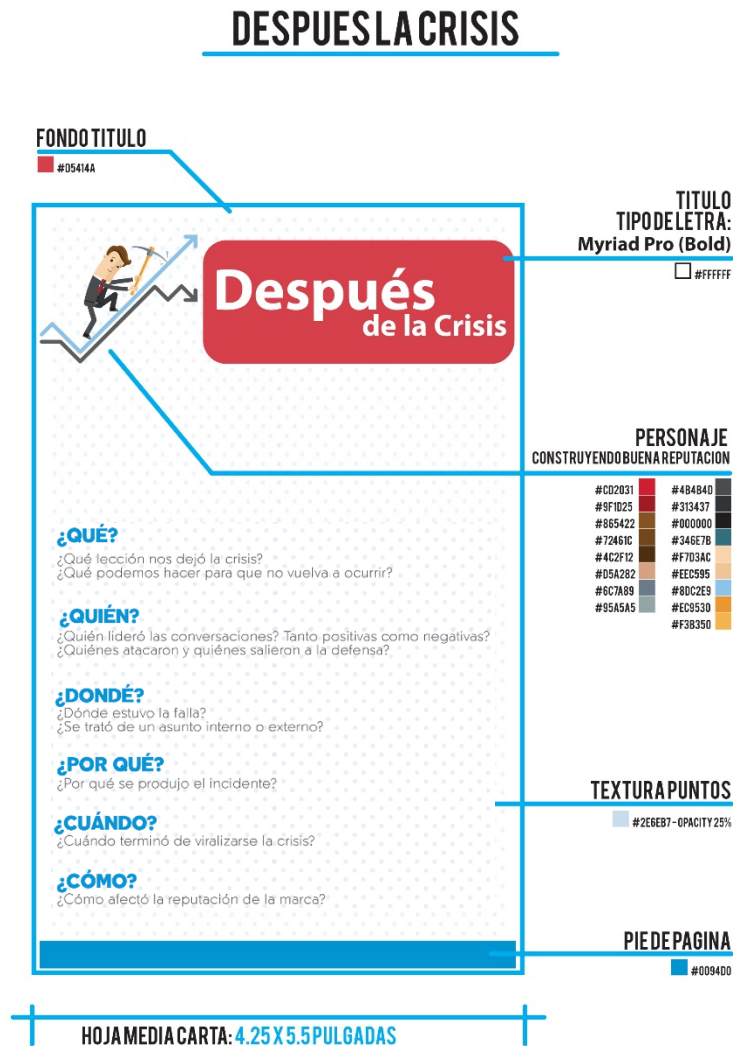 DESPUES LA CRISIS
FONDO TITULO
#D5414A
TITULO
TIPO DE LETRA:
Myriad Pro (Bold)
#FFFFFF
Después
de la Crisis
PERSONAJE
CONSTRUYENDO BUENA REPUTACION
#CD2031 #4B4B4D
#9F1D25 #313437
#865422 #000000
#72461C #346E7B
#4C2F12 #F7D3AC
#D5A282 #EEC595
#6C7A89 #8DC2E9
#95A5A5 #EC9530
#F3B350
¿QUÉ?
¿Qué lección nos dejó la crisis?
¿Qué podemos hacer para que no vuelva a ocurrir?
¿QUIÉN?
¿Quién lideró las conversaciones? Tanto positivas como negativas?
¿Quiénes atacaron y quiénes salieron a la defensa?
¿DONDÉ?
¿Dónde estuvo la falla?
¿Se trató de un asunto interno o externo?
¿POR QUÉ?
¿Por qué se produjo el incidente?
TEXTURA PUNTOS
#2E6EB7 - OPACITY 25%
¿CUÁNDO?
¿Cuándo terminó de viralizarse la crisis?
¿CÓMO?
¿Cómo afectó la reputación de la marca?
PIE DE PAGINA
#0094D0
HOJA MEDIA CARTA: 4.25 X 5.5 PULGADAS